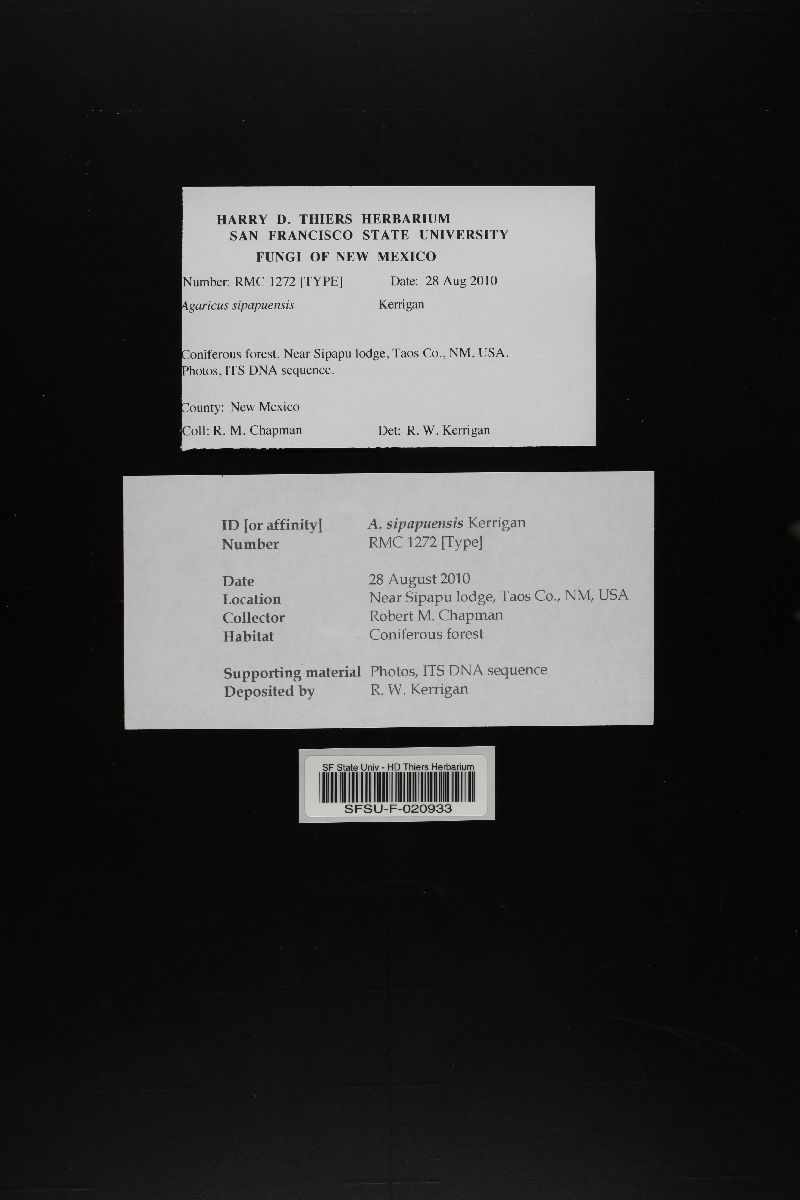 HARRY D. THIERS HERBARIUM
SAN FRANCISCO STATE UNIVERSITY
FUNGI OF NEW MEXICO
Number: RMC 1272 [TYPE] Date: 28 Aug 2010
Agaricus sipapuensis Kerrigan
Coniferous forest. Near Sipapu lodge, Taos Co., NM, USA.
Photos, ITS DNA sequence.
County: New Mexico
Coll: R. M. Chapman Det: R. W. Kerrigan
ID [or affinity] A. sipapuensis Kerrigan
Number RMC 1272 [Type]
Date 28 August 2010
Location Near Sipapu lodge, Taos Co., NM, USA
Collector Robert M. Chapman
Habitat Coniferous forest
Supporting material Photos, ITS DNA sequence
Deposited by R. W. Kerrigan
SF State Univ - HD Thiers Herbarium
SFSU-F-020933